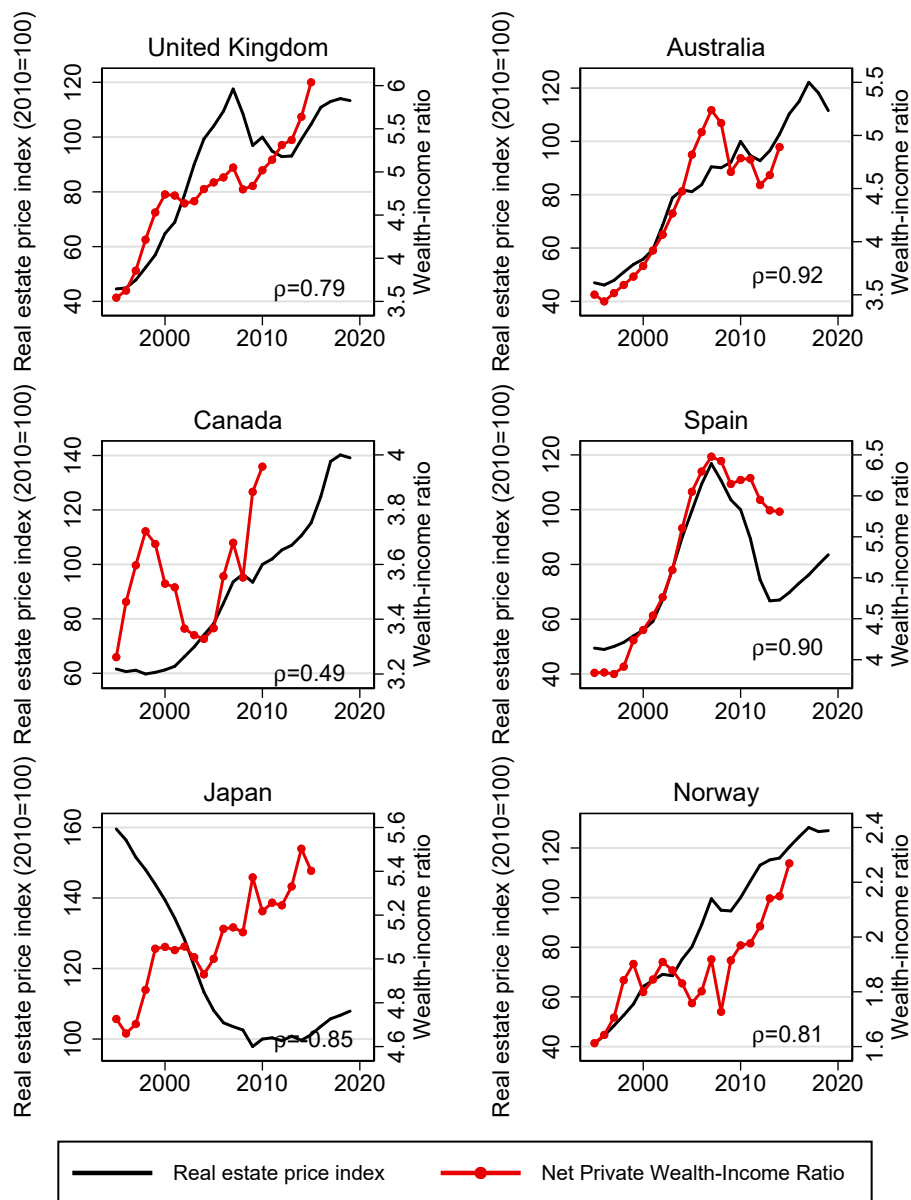 United Kingdom
Real estate price index (2010=100)
120
100
80
60
40
6
5.5
5
4.5
4
3.5
Wealth-income ratio
ρ=0.79
2000 2010 2020
Australia
Real estate price index (2010=100)
120
100
80
60
40
5.5
5
4.5
4
3.5
Wealth-income ratio
ρ=0.92
2000 2010 2020
Canada
Real estate price index (2010=100)
140
120
100
80
60
4
3.8
3.6
3.4
3.2
Wealth-income ratio
ρ=0.49
2000 2010 2020
Spain
Real estate price index (2010=100)
120
100
80
60
40
6.5
6
5.5
5
4.5
4
Wealth-income ratio
ρ=0.90
2000 2010 2020
Japan
Real estate price index (2010=100)
160
140
120
100
5.6
5.4
5.2
5
4.8
4.6
Wealth-income ratio
ρ=-0.85
2000 2010 2020
Norway
Real estate price index (2010=100)
120
100
80
60
40
2.4
2.2
2
1.8
1.6
Wealth-income ratio
ρ=0.81
2000 2010 2020
Real estate price index Net Private Wealth-Income Ratio